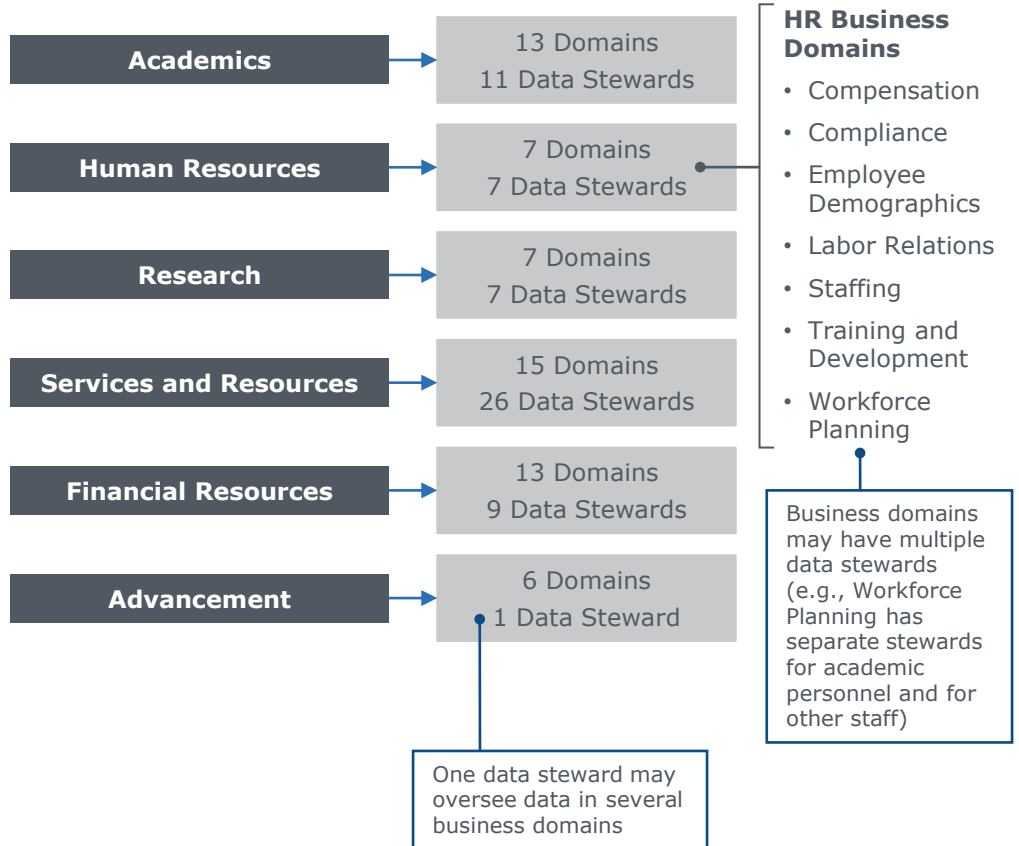 Academics
13 Domains
11 Data Stewards
Human Resources
7 Domains
7 Data Stewards
Research
7 Domains
7 Data Stewards
Services and Resources
15 Domains
26 Data Stewards
Financial Resources
13 Domains
9 Data Stewards
Advancement
6 Domains
1 Data Steward
One data steward may
oversee data in several
business domains
HR Business
Domains
• Compensation
• Compliance
• Employee
Demographics
• Labor Relations
• Staffing
• Training and
Development
• Workforce
Planning
Business domains
may have multiple
data stewards
(e.g., Workforce
Planning has
separate stewards
for academic
personnel and for
other staff)